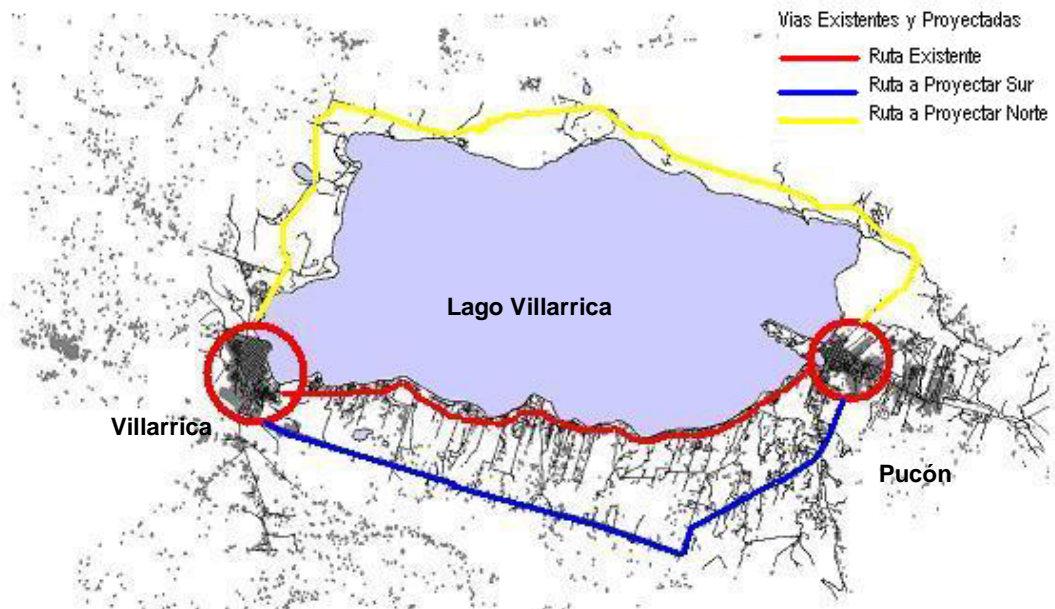 Vias Existentes y Proyectadas
Ruta Existente
Ruta a Proyectar Sur
Ruta a Proyectar Norte
Lago Villarrica
Villarrica
Pucón